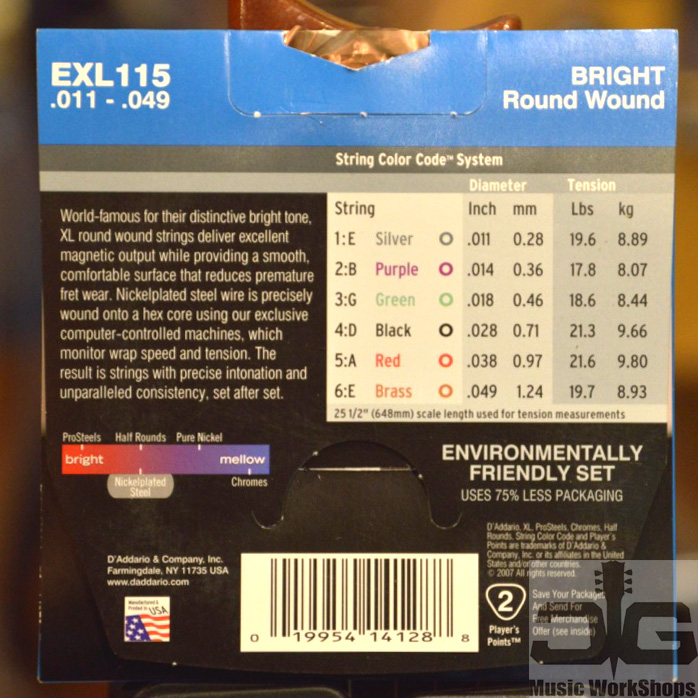 EXL115
.011 - .049
BRIGHT
Round Wound
String Color Code™ System
Diameter Tension
String Inch mm Lbs kg
1:E Silver .011 0.28 19.6 8.89
2:B Purple .014 0.36 17.8 8.07
3:G Green .018 0.46 18.6 8.44
4:D Black .028 0.71 21.3 9.66
5:A Red .038 0.97 21.6 9.80
6:E Brass .049 1.24 19.7 8.93
25 1/2" (648mm) scale length used for tension measurements
World-famous for their distinctive bright tone,
XL round wound strings deliver excellent
magnetic output while providing a smooth,
comfortable surface that reduces premature
fret wear. Nickelplated steel wire is precisely
wound onto a hex core using our exclusive
computer-controlled machines, which
monitor wrap speed and tension. The
result is strings with precise intonation and
unparalleled consistency, set after set.
ProSteels Half Rounds Pure Nickel
bright mellow
Nickelplated
Steel
Chromes
ENVIRONMENTALLY
FRIENDLY SET
USES 75% LESS PACKAGING
D'Addario, XL, ProSteels, Chromes, Half
Rounds, String Color Code and Player's
Points are trademarks of D'Addario &
Company, Inc. or its affiliates in the United
States and/or other countries.
© 2007 All rights reserved.
D'Addario & Company, Inc.
Farmingdale, NY 11735 USA
www.daddario.com
Manufactured &
Printed in USA
0 19954 14128 8
2
Player's
Points™
Save Your Packages
And Send For
Free Merchandise
Offer (see inside)
JG
Music WorkShops